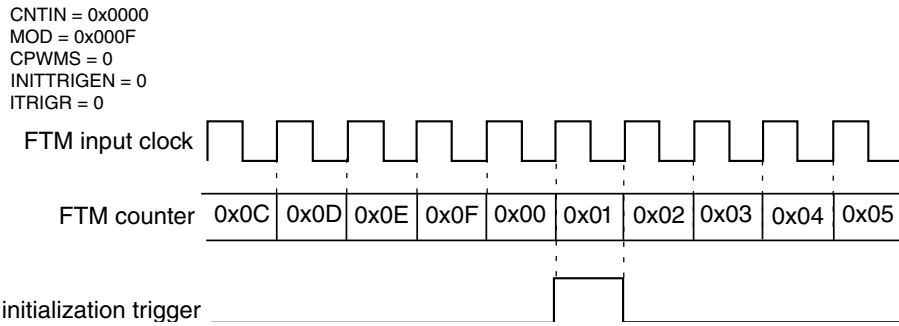 CNTIN = 0x0000
MOD = 0x000F
CPWMS = 0
INITTRIGEN = 0
ITRIGR = 0
FTM input clock
FTM counter 0x0C 0x0D 0x0E 0x0F 0x00 0x01 0x02 0x03 0x04 0x05
initialization trigger